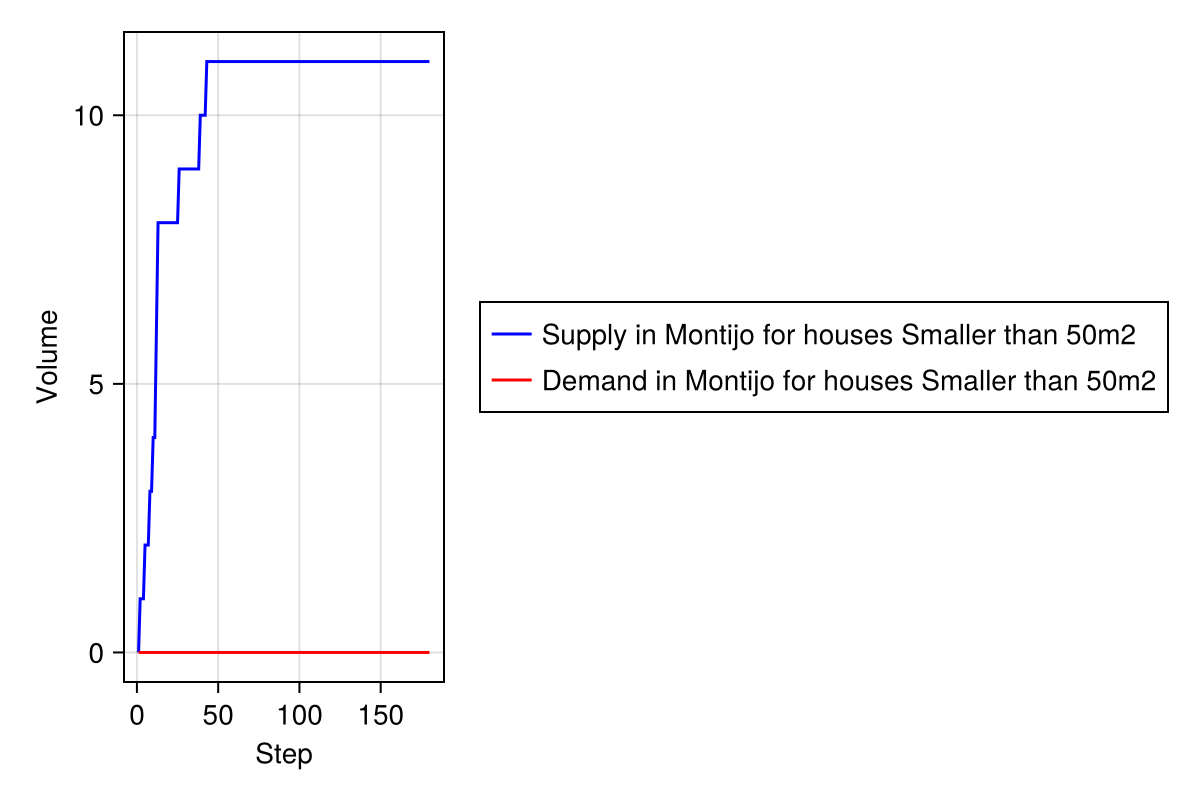 10
5
0
Volume
0 50 100 150
Step
Supply in Montijo for houses Smaller than 50m2
Demand in Montijo for houses Smaller than 50m2